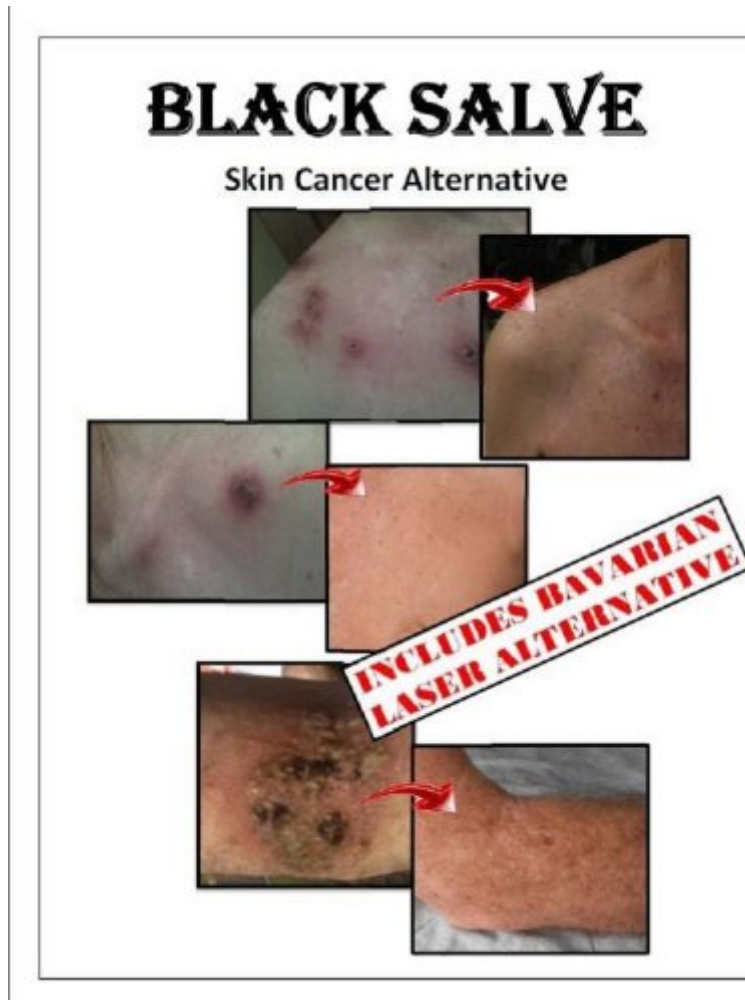 BLACK SALVE
Skin Cancer Alternative
INCLUDES BAVARIAN
LASER ALTERNATIVE